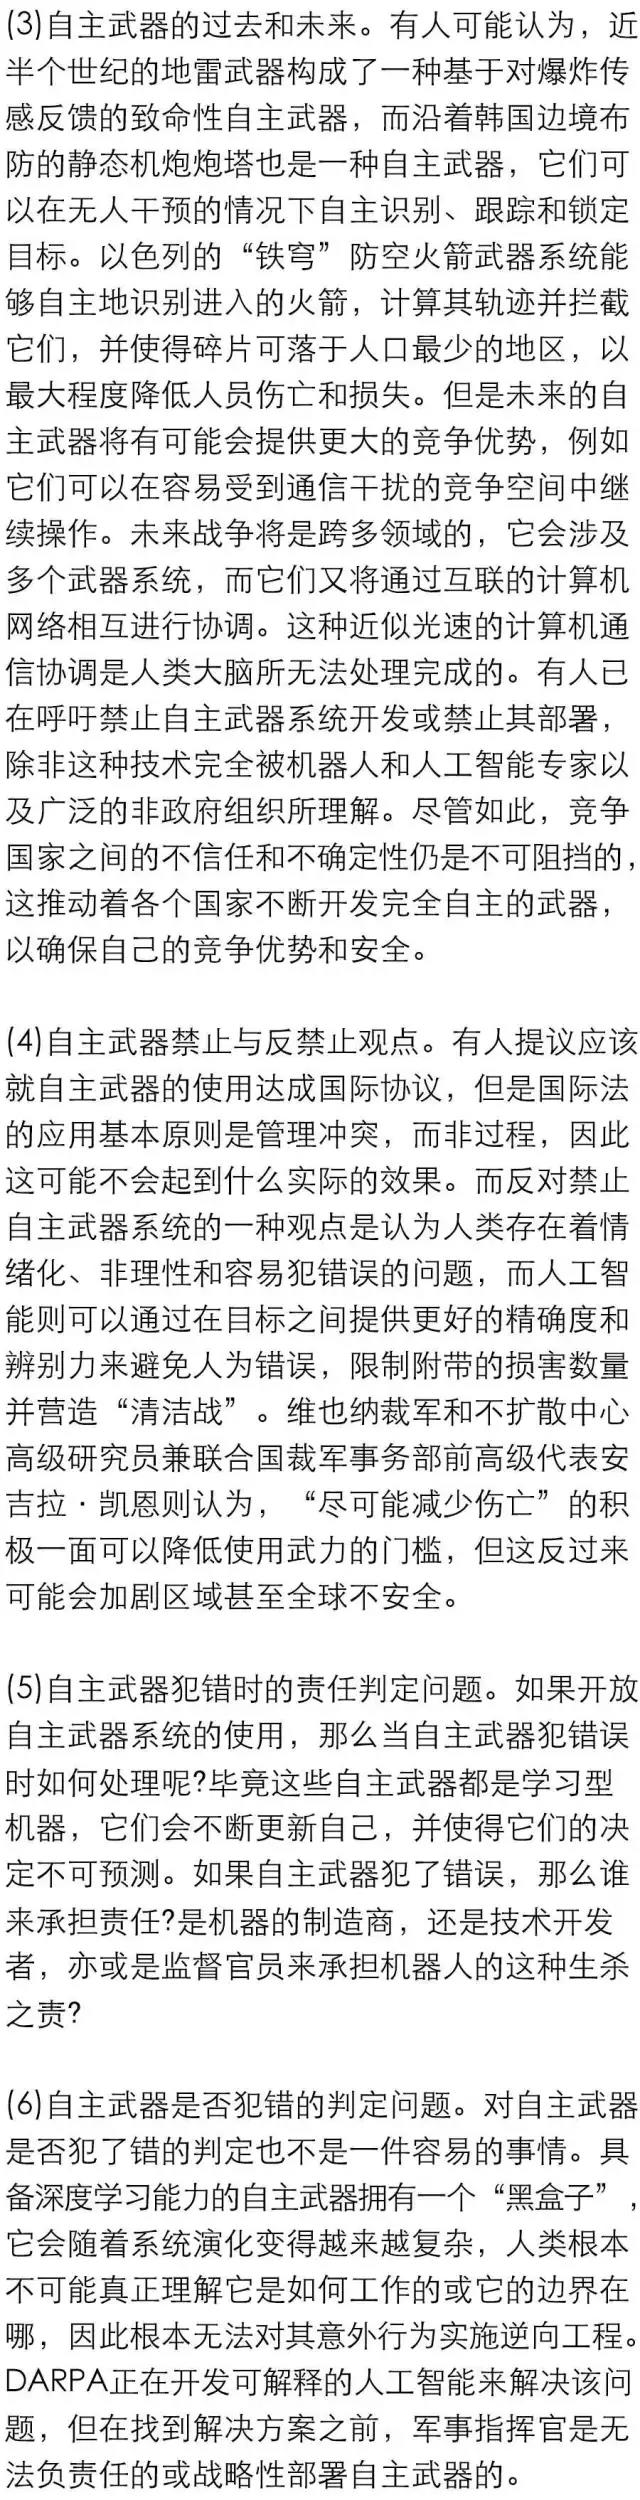 (3)自主武器的过去和未来。有人可能认为，近
半个世纪的地雷武器构成了一种基于对爆炸传
感反馈的致命性自主武器，而沿着韩国边境布
防的静态机炮炮塔也是一种自主武器，它们可
以在无人干预的情况下自主识别、跟踪和锁定
目标。以色列的“铁穹”防空火箭武器系统能
够自主地识别进入的火箭，计算其轨迹并拦截
它们，并使得碎片可落于人口最少的地区，以
最大程度降低人员伤亡和损失。但是未来的自
主武器将有可能会提供更大的竞争优势，例如
它们可以在容易受到通信干扰的竞争空间中继
续操作。未来战争将是跨多领域的，它会涉及
多个武器系统，而它们又将通过互联的计算机
网络相互进行协调。这种近似光速的计算机通
信协调是人类大脑所无法处理完成的。有人已
在呼吁禁止自主武器系统开发或禁止其部署，
除非这种技术完全被机器人和人工智能专家以
及广泛的非政府组织所理解。尽管如此，竞争
国家之间的不信任和不确定性仍是不可阻挡的，
这推动着各个国家不断开发完全自主的武器，
以确保自己的竞争优势和安全。
(4)自主武器禁止与反禁止观点。有人提议应该
就自主武器的使用达成国际协议，但是国际法
的应用基本原则是管理冲突，而非过程，因此
这可能不会起到什么实际的效果。而反对禁止
自主武器系统的一种观点是认为人类存在着情
绪化、非理性和容易犯错误的问题，而人工智
能则可以通过在目标之间提供更好的精确度和
辨别力来避免人为错误，限制附带的损害数量
并营造“清洁战”。维也纳裁军和不扩散中心
高级研究员兼联合国裁军事务部前高级代表安
吉拉·凯恩则认为，“尽可能减少伤亡”的积
极一面可以降低使用武力的门槛，但这反过来
可能会加剧区域甚至全球不安全。
(5)自主武器犯错时的责任判定问题。如果开放
自主武器系统的使用，那么当自主武器犯错误
时如何处理呢?毕竟这些自主武器都是学习型
机器，它们会不断更新自己，并使得它们的决
定不可预测。如果自主武器犯了错误，那么谁
来承担责任?是机器的制造商，还是技术开发
者，亦或是监督官员来承担机器人的这种生杀
之责?
(6)自主武器是否犯错的判定问题。对自主武器
是否犯了错的判定也不是一件容易的事情。具
备深度学习能力的自主武器拥有一个“黑盒子”，
它会随着系统演化变得越来越复杂，人类根本
不可能真正理解它是如何工作的或它的边界在
哪，因此根本无法对其意外行为实施逆向工程。
DARPA正在开发可解释的人工智能来解决该问
题，但在找到解决方案之前，军事指挥官是无
法负责任的或战略性部署自主武器的。